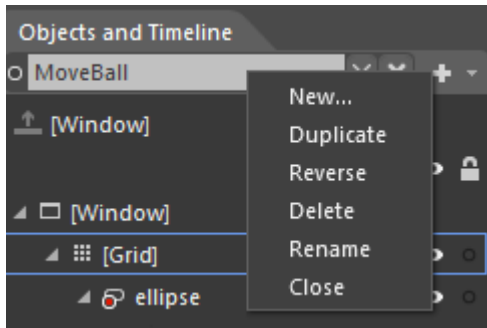 Objects and Timeline
MoveBall
New...
[Window]
Duplicate
Reverse
[Window]
Delete
[Grid]
Rename
ellipse
Close